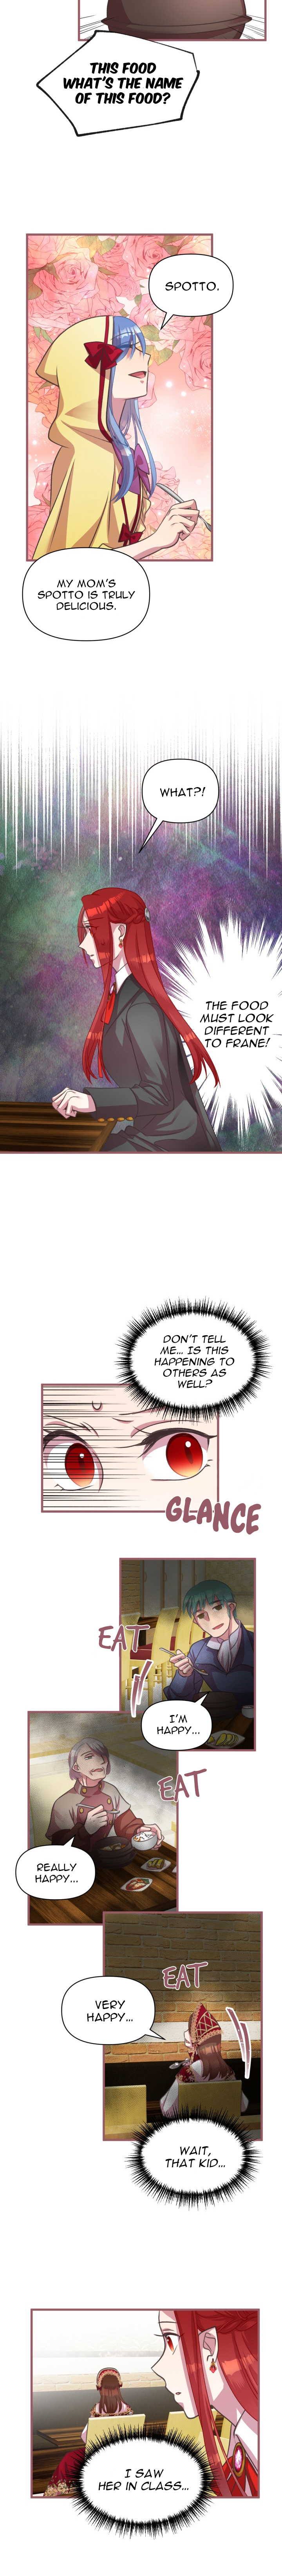 THIS FOOD
WHAT'S THE NAME
OF THIS FOOD?
SPOTTO.
MY MOM'S
SPOTTO IS TRULY
DELICIOUS.
WHAT?!
THE FOOD
MUST LOOK
DIFFERENT
TO FRANE!
DON'T TELL
ME... IS THIS
HAPPENING TO
OTHERS AS
WELL?
GLANCE
EAT
I'M
HAPPY...
EAT
REALLY
HAPPY...
EAT
VERY
HAPPY...
WAIT,
THAT KID...
I SAW
HER IN CLASS...